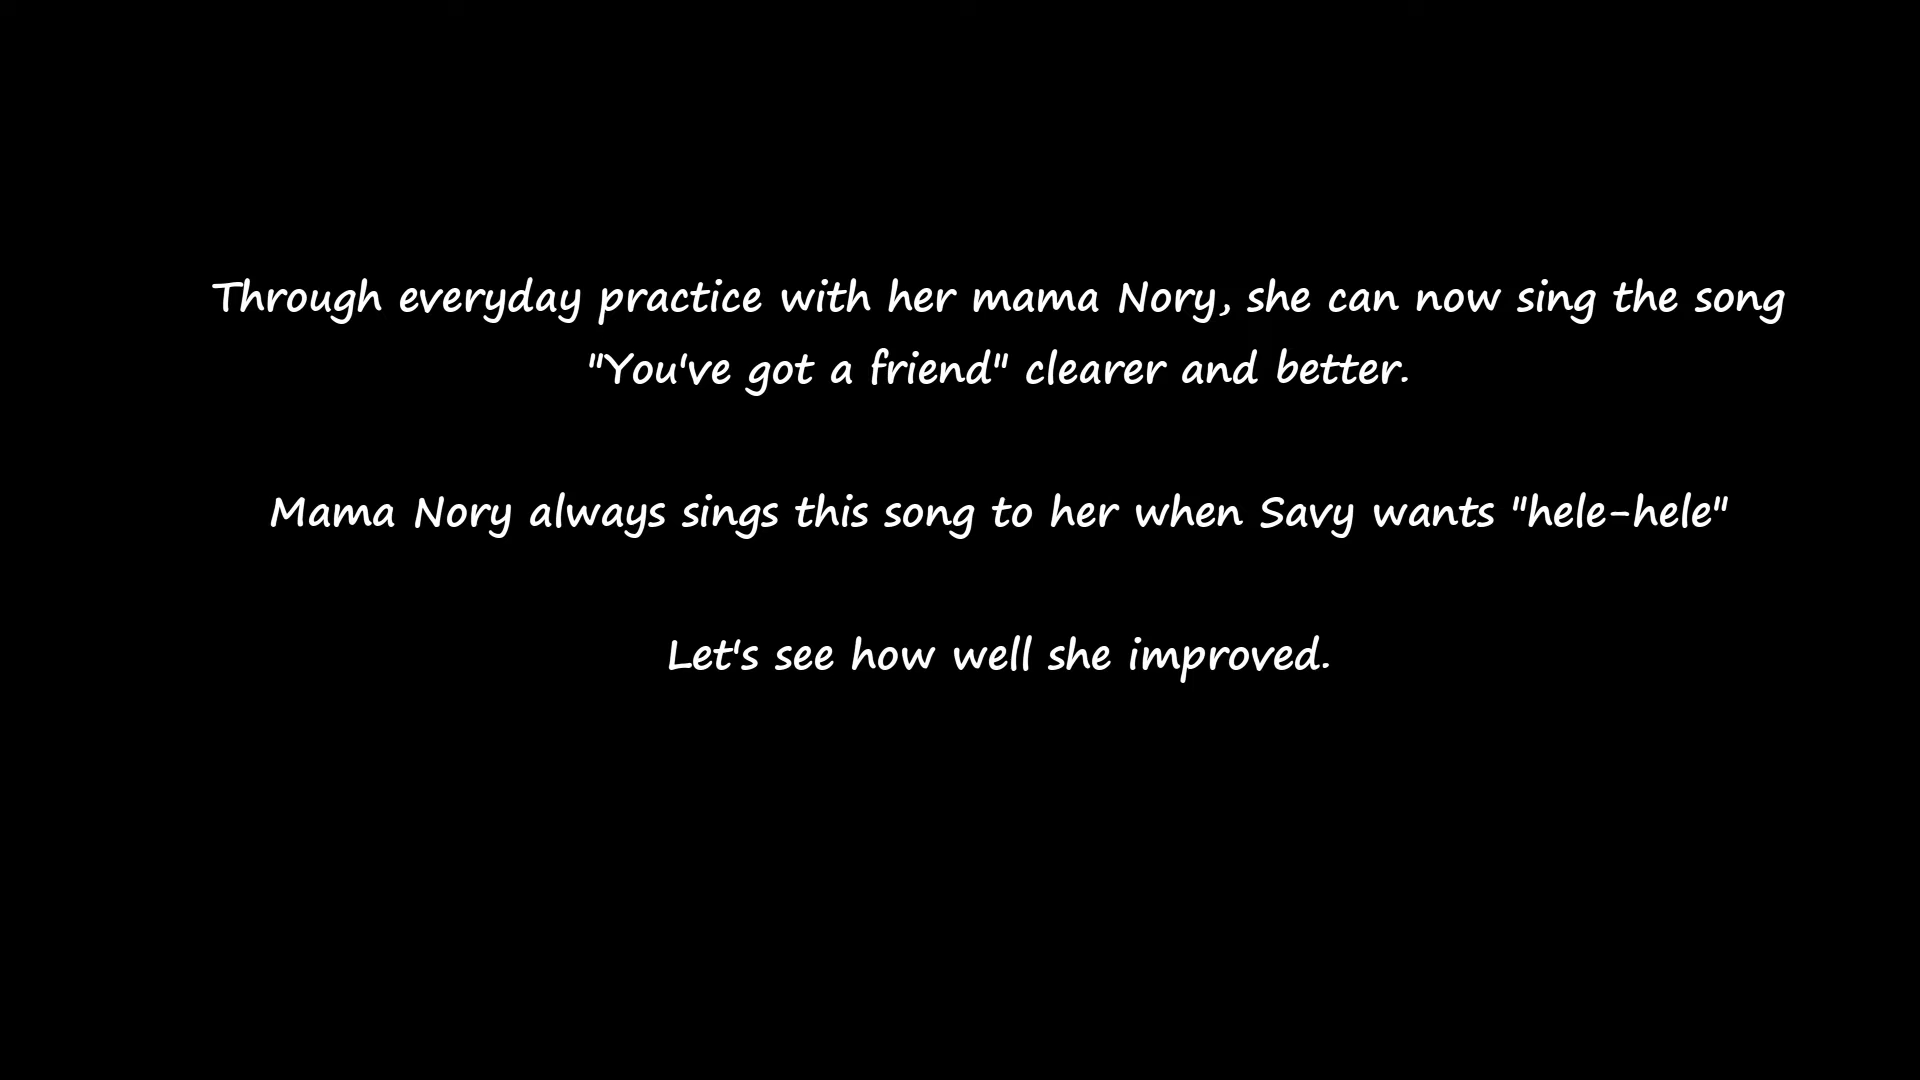 Through everyday practice with her mama Nory, she can now sing the song
"You've got a friend" clearer and better.
Mama Nory always sings this song to her when Savy wants "hele-hele"
Let's see how well she improved.